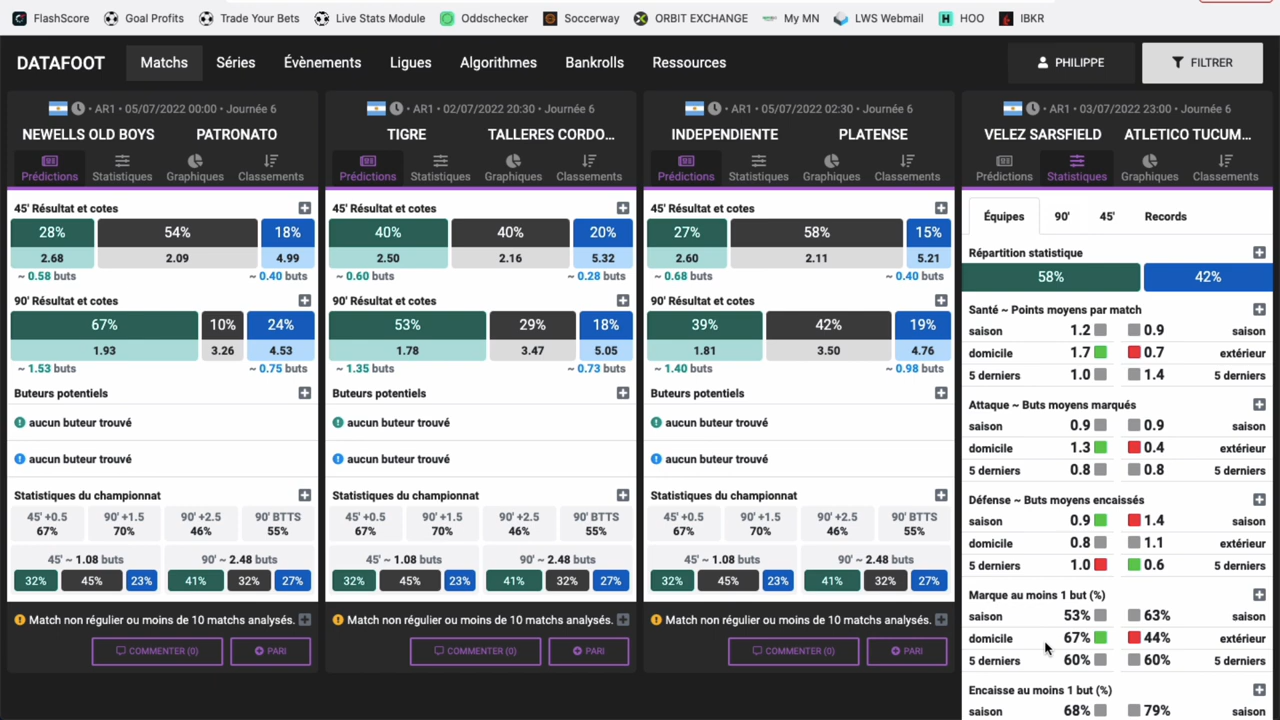 FlashScore Goal Profits Trade Your Bets Live Stats Module Oddschecker Soccerway ORBIT EXCHANGE My MN LWS Webmail HOO IBKR
DATAFOOT Matchs Séries Évènements Ligues Algorithmes Bankrolls Ressources PHILIPPE FILTRER
• AR1 • 05/07/2022 00:00 • Journée 6
NEWELLS OLD BOYS PATRONATO
Prédictions Statistiques Graphiques Classements
45' Résultat et cotes
28% 54% 18%
2.68 2.09 4.99
~ 0.58 buts ~ 0.40 buts
90' Résultat et cotes
67% 10% 24%
1.93 3.26 4.53
~ 1.53 buts ~ 0.75 buts
Buteurs potentiels
aucun buteur trouvé
aucun buteur trouvé
Statistiques du championnat
45' +0.5 90' +1.5 90' +2.5 90' BTTS
67% 70% 46% 55%
45' ~ 1.08 buts 90' ~ 2.48 buts
32% 45% 23% 41% 32% 27%
Match non régulier ou moins de 10 matchs analysés.
COMMENTER (0) PARI
• AR1 • 02/07/2022 20:30 • Journée 6
TIGRE TALLERES CORDO...
Prédictions Statistiques Graphiques Classements
45' Résultat et cotes
40% 40% 20%
2.50 2.16 5.32
~ 0.60 buts ~ 0.28 buts
90' Résultat et cotes
53% 29% 18%
1.78 3.47 5.05
~ 1.35 buts ~ 0.73 buts
Buteurs potentiels
aucun buteur trouvé
aucun buteur trouvé
Statistiques du championnat
45' +0.5 90' +1.5 90' +2.5 90' BTTS
67% 70% 46% 55%
45' ~ 1.08 buts 90' ~ 2.48 buts
32% 45% 23% 41% 32% 27%
Match non régulier ou moins de 10 matchs analysés.
COMMENTER (0) PARI
• AR1 • 05/07/2022 02:30 • Journée 6
INDEPENDIENTE PLATENSE
Prédictions Statistiques Graphiques Classements
45' Résultat et cotes
27% 58% 15%
2.60 2.11 5.21
~ 0.68 buts ~ 0.40 buts
90' Résultat et cotes
39% 42% 19%
1.81 3.50 4.76
~ 1.40 buts ~ 0.98 buts
Buteurs potentiels
aucun buteur trouvé
aucun buteur trouvé
Statistiques du championnat
45' +0.5 90' +1.5 90' +2.5 90' BTTS
67% 70% 46% 55%
45' ~ 1.08 buts 90' ~ 2.48 buts
32% 45% 23% 41% 32% 27%
Match non régulier ou moins de 10 matchs analysés.
COMMENTER (0) PARI
• AR1 • 03/07/2022 23:00 • Journée 6
VELEZ SARSFIELD ATLETICO TUCUM...
Prédictions Statistiques Graphiques Classements
Équipes 90' 45' Records
Répartition statistique
58% 42%
Santé ~ Points moyens par match
saison 1.2 0.9 saison
domicile 1.7 0.7 extérieur
5 derniers 1.0 1.4 5 derniers
Attaque ~ Buts moyens marqués
saison 0.9 0.9 saison
domicile 1.3 0.4 extérieur
5 derniers 0.8 0.8 5 derniers
Défense ~ Buts moyens encaissés
saison 0.9 1.4 saison
domicile 0.8 1.1 extérieur
5 derniers 1.0 0.6 5 derniers
Marque au moins 1 but (%)
saison 53% 63% saison
domicile 67% 44% extérieur
5 derniers 60% 60% 5 derniers
Encaisse au moins 1 but (%)
saison 68% 79% saison